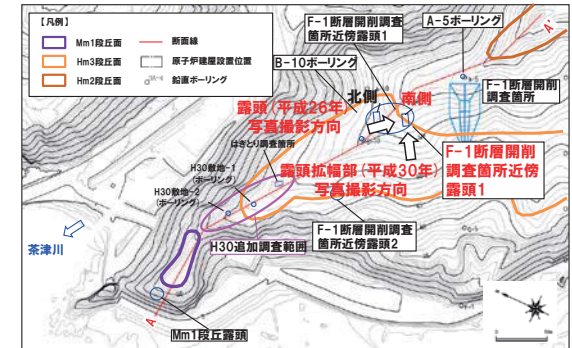 【凡例】
Mm1段丘面
Hm3段丘面
Hm2段丘面
断面線
原子炉建屋設置位置
鉛直ボーリング
F-1断層開削調査
箇所近傍露頭1
A-5ボーリング
A'
B-10ボーリング
北側
南側
F-1断層開削
調査箇所
露頭(平成26年)
写真撮影方向
はぎとり調査箇所
H30敷地-1
(ボーリング)
H30敷地-2
(ボーリング)
露頭拡幅部(平成30年)
写真撮影方向
F-1断層開削
調査箇所近傍
露頭1
F-1断層開削調査
箇所近傍露頭2
H30追加調査範囲
茶津川
A
Mm1段丘露頭